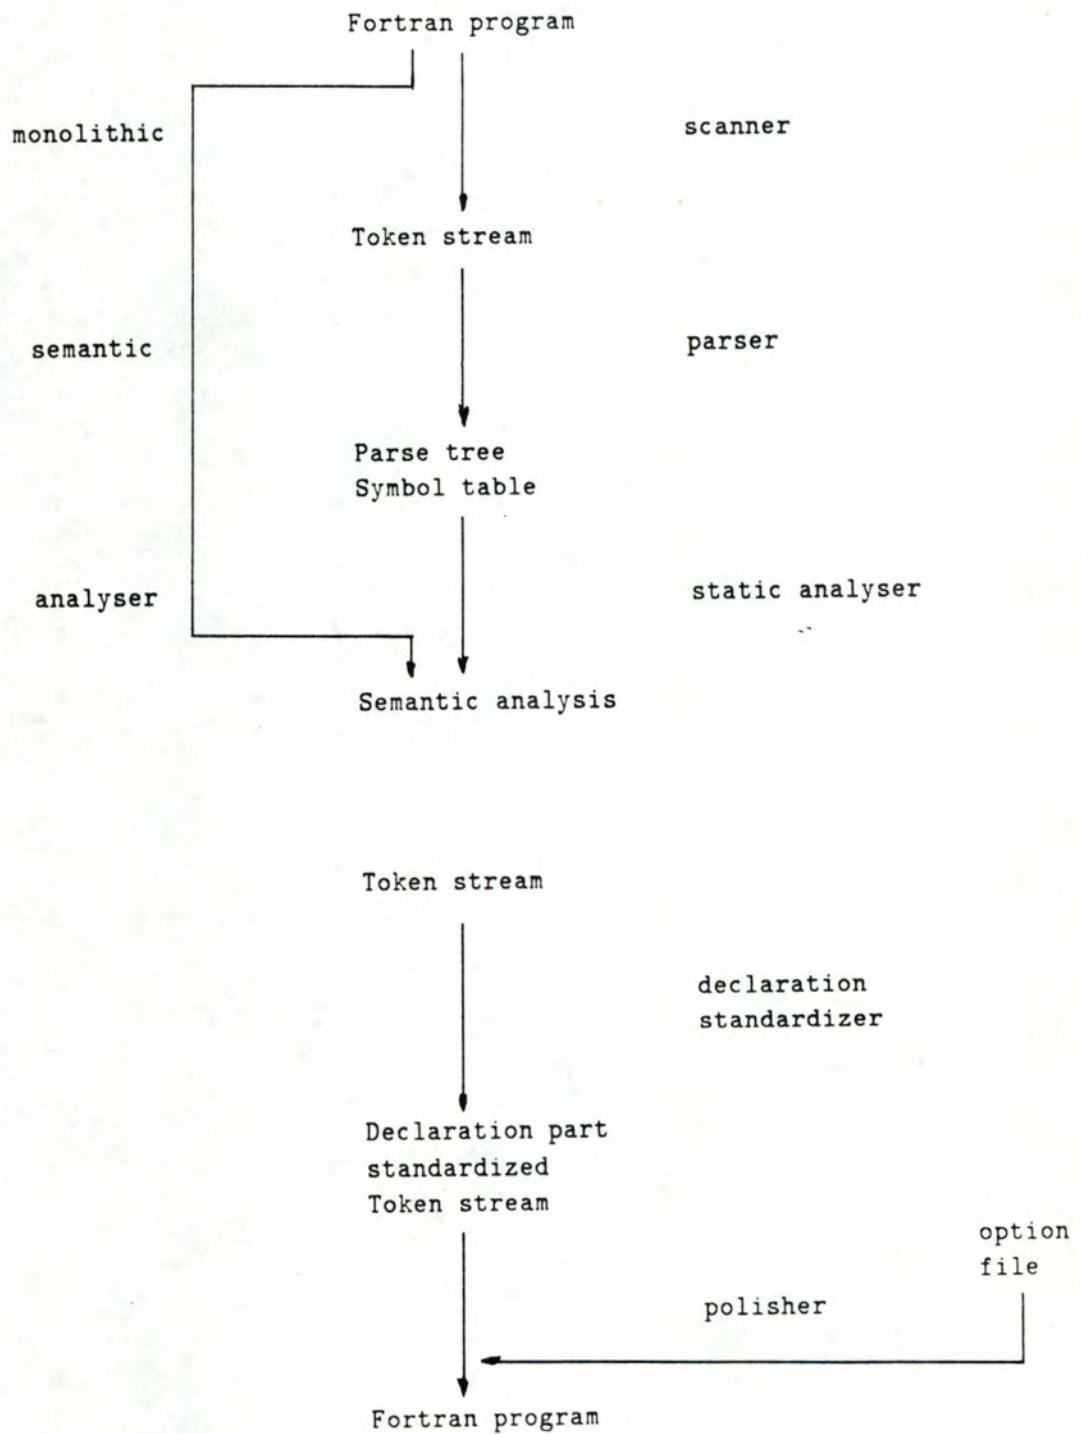 Fortran program
monolithic
scanner
Token stream
semantic
parser
Parse tree
Symbol table
analyser
static analyser
Semantic analysis
Token stream
declaration
standardizer
Declaration part
standardized
Token stream
option
file
polisher
Fortran program